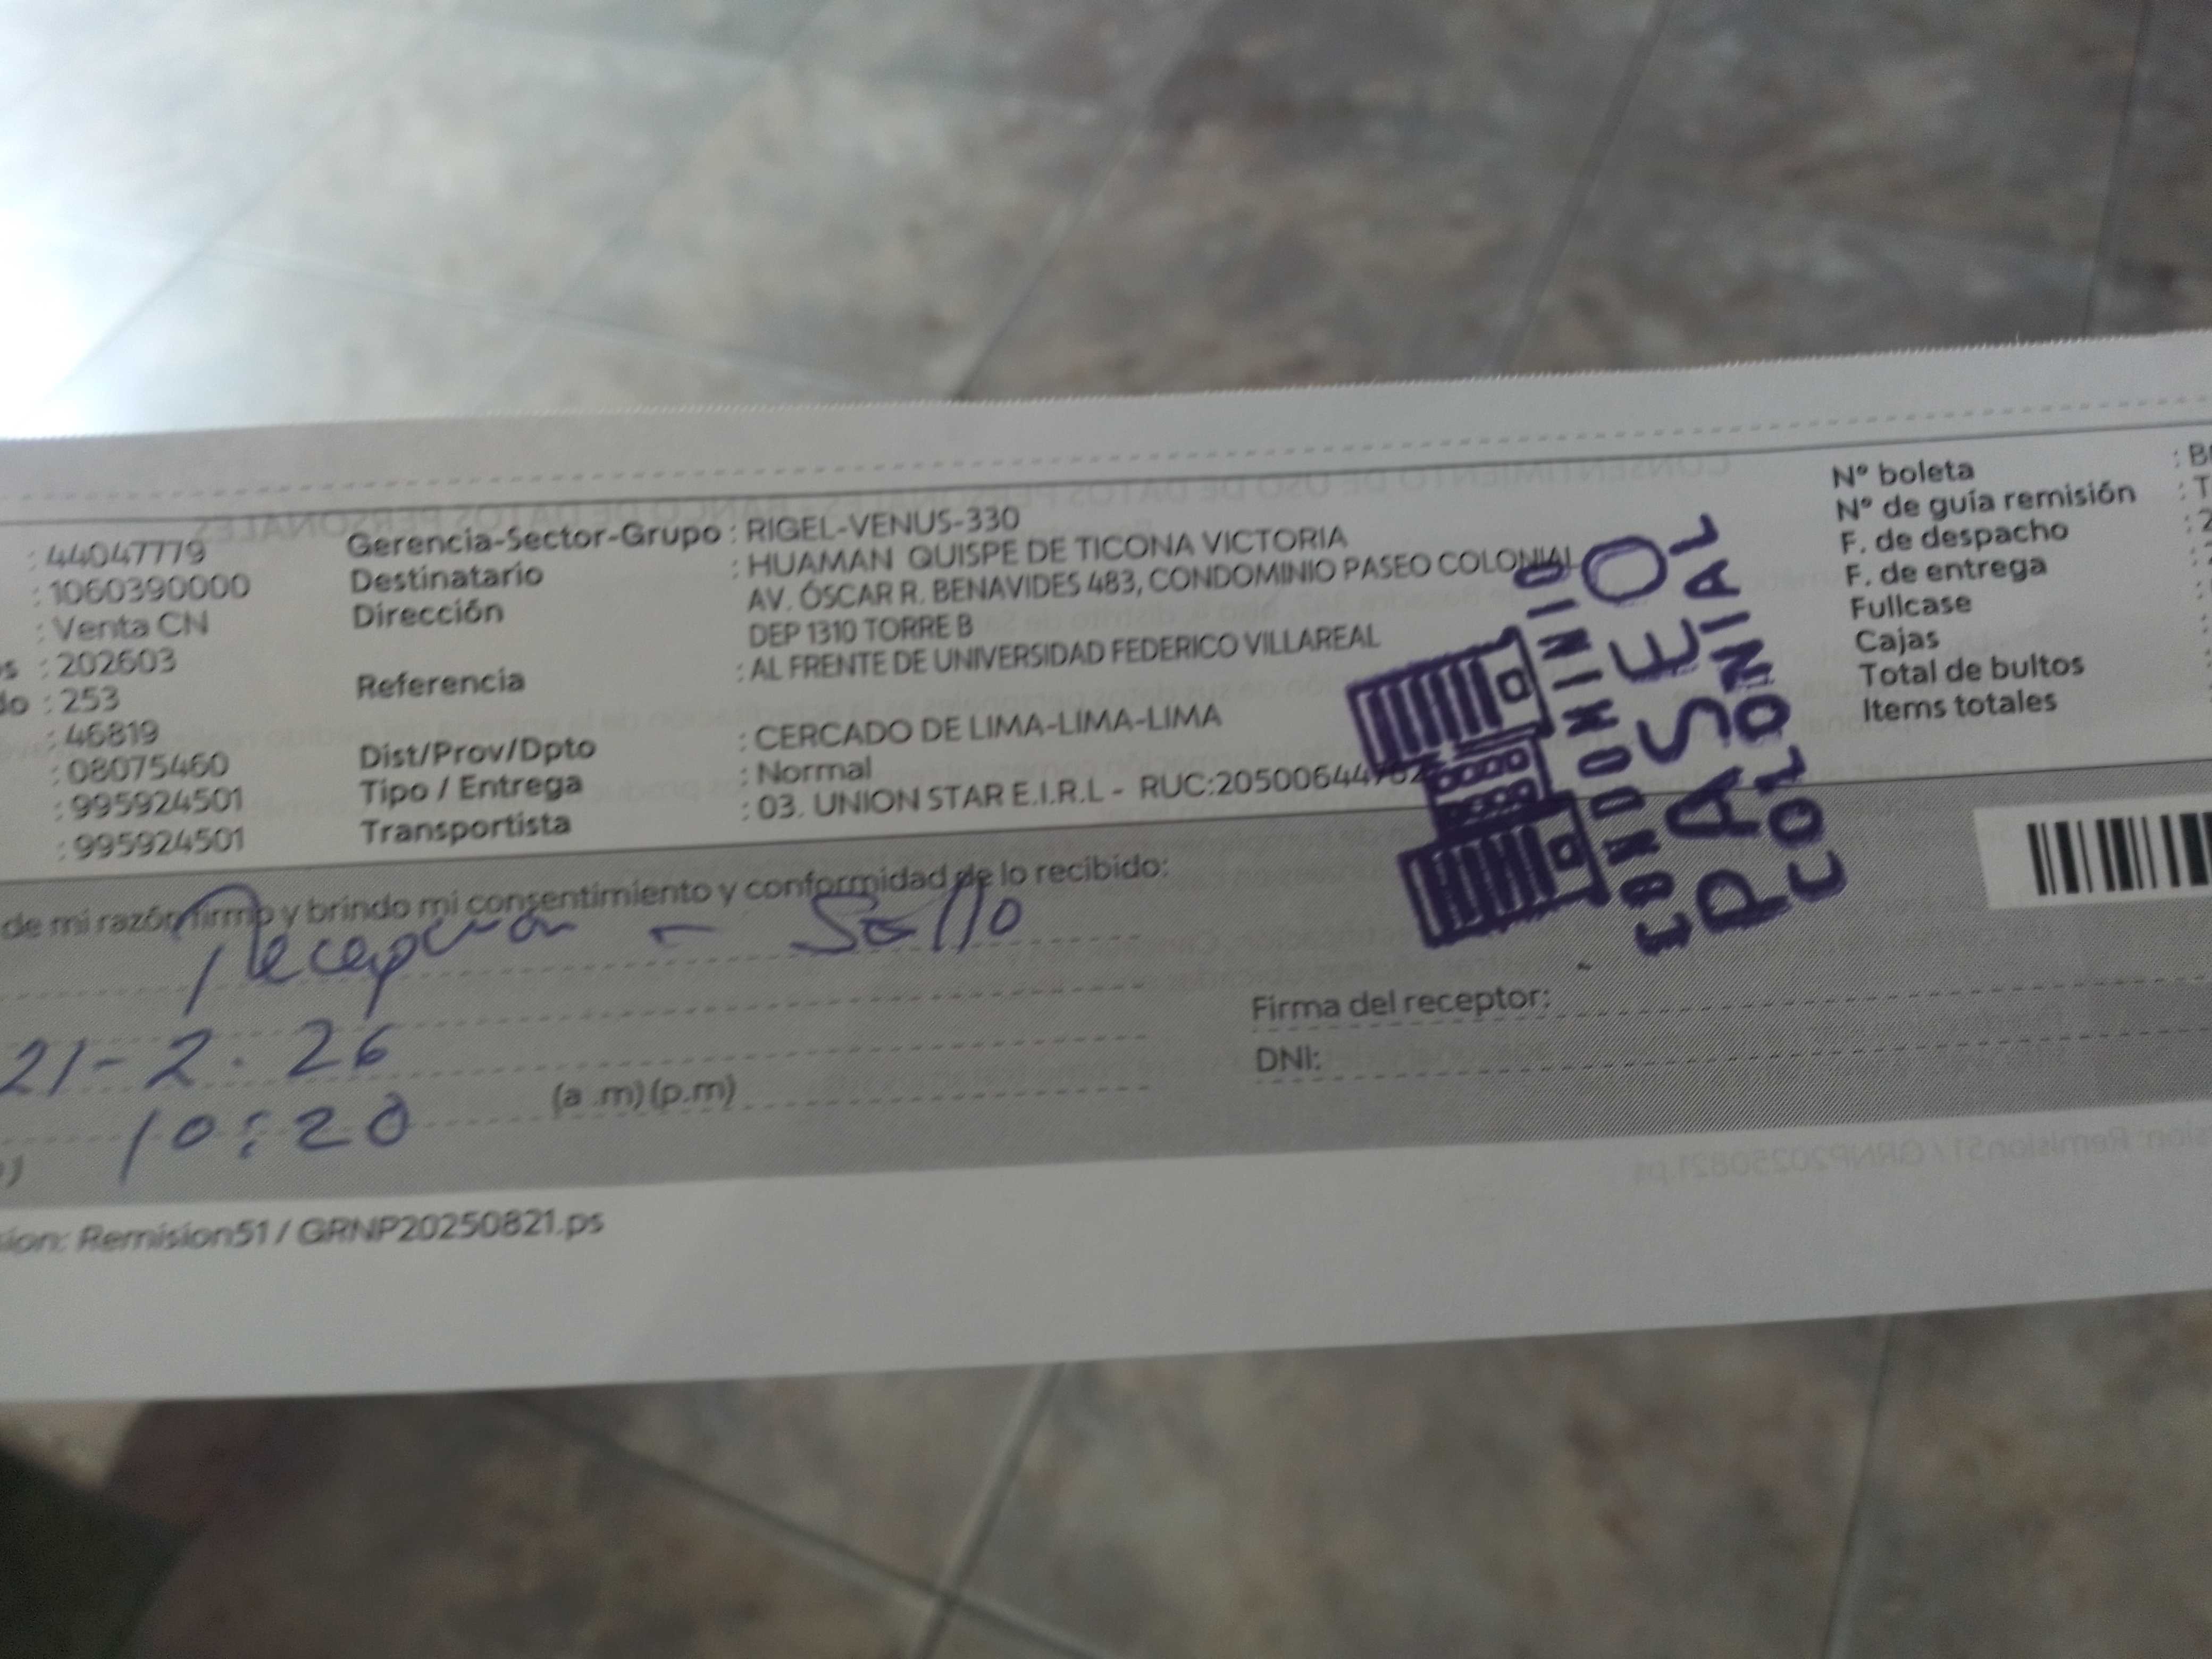 : 44047779
: 1060390000
: Venta CN
: 202603
: 253
: 46819
: 08075460
: 995924501
: 995924501
Gerencia-Sector-Grupo : RIGEL-VENUS-330
Destinatario : HUAMAN QUISPE DE TICONA VICTORIA
Dirección AV. ÓSCAR R. BENAVIDES 483, CONDOMINIO PASEO COLONIAL
DEP 1310 TORRE B
Referencia : AL FRENTE DE UNIVERSIDAD FEDERICO VILLAREAL
Dist/Prov/Dpto : CERCADO DE LIMA-LIMA-LIMA
Tipo / Entrega : Normal
Transportista : 03. UNION STAR E.I.R.L - RUC:
Nº boleta
Nº de guía remisión : T
F. de despacho : 2
F. de entrega
Fullcase
Cajas
Total de bultos
Items totales
CONDOMINIO
PASEO
COLONIAL
de mi razón firmo y brindo mi consentimiento y conformidad de lo recibido:
Recepción - Sello
21-2.26
10:20 (a .m) (p.m)
Firma del receptor:
DNI:
sion: Remision51 / GRNP20250821.ps